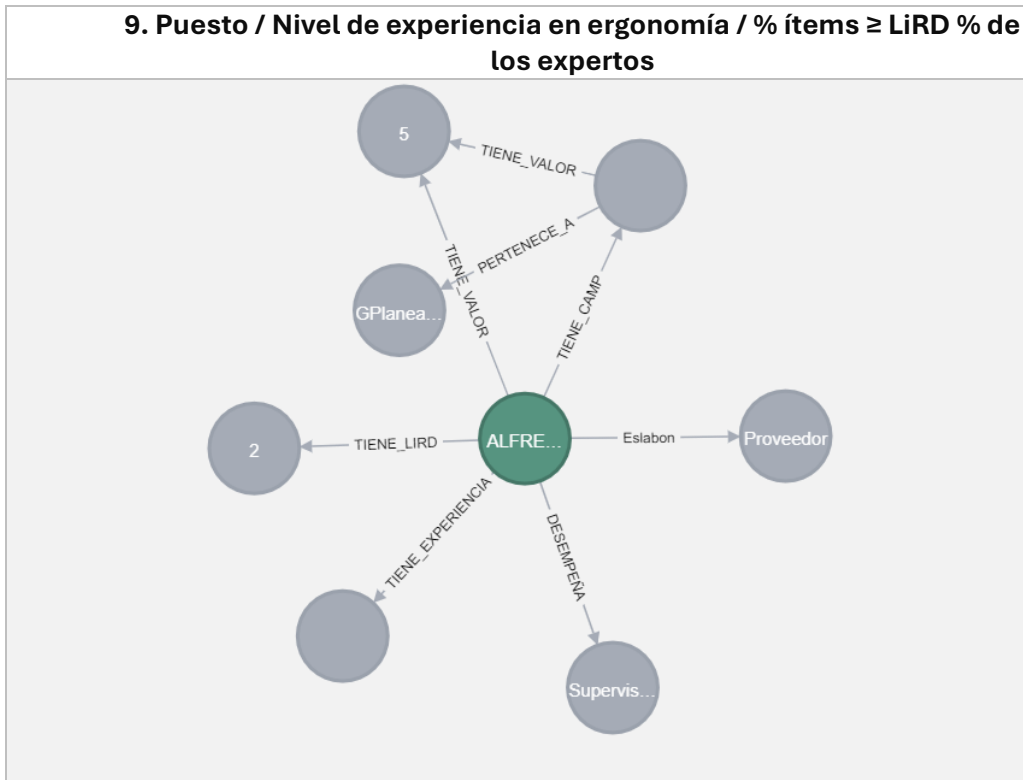 9. Puesto / Nivel de experiencia en ergonomía / % ítems ≥ LiRD % de
los expertos
5
TIENE_VALOR
PERTENECE_A
TIENE_VALOR
GPlanea...
TIENE_CAMP
ALFRE...
Eslabon
Proveedor
2
TIENE_LIRD
TIENE_EXPERIENCIA
DESEMPEÑA
Supervis...